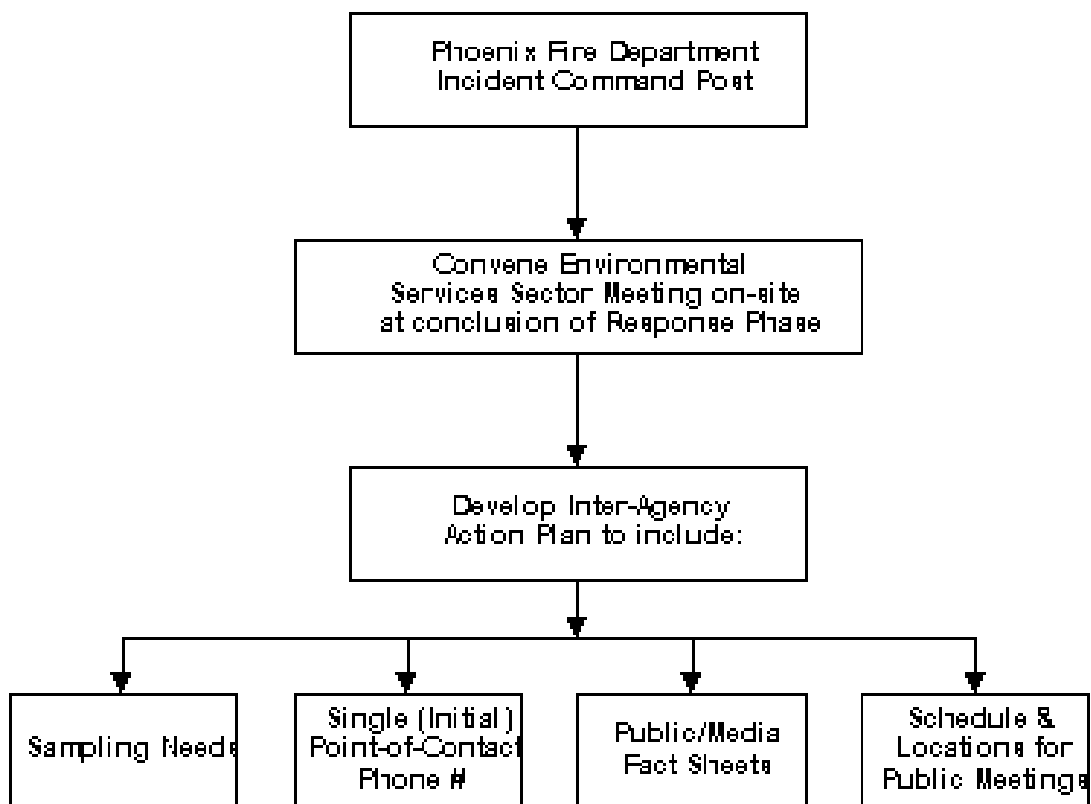 Phoenix Fire Department
Incident Command Post
Convene Environmental
Services Sector Meeting on-site
at conclusion of Response Phase
Develop Inter-Agency
Action Plan to include:
Sampling Needs
Single (Initial)
Point-of-Contact
Phone #
Public/Media
Fact Sheets
Schedule &
Locations for
Public Meetings